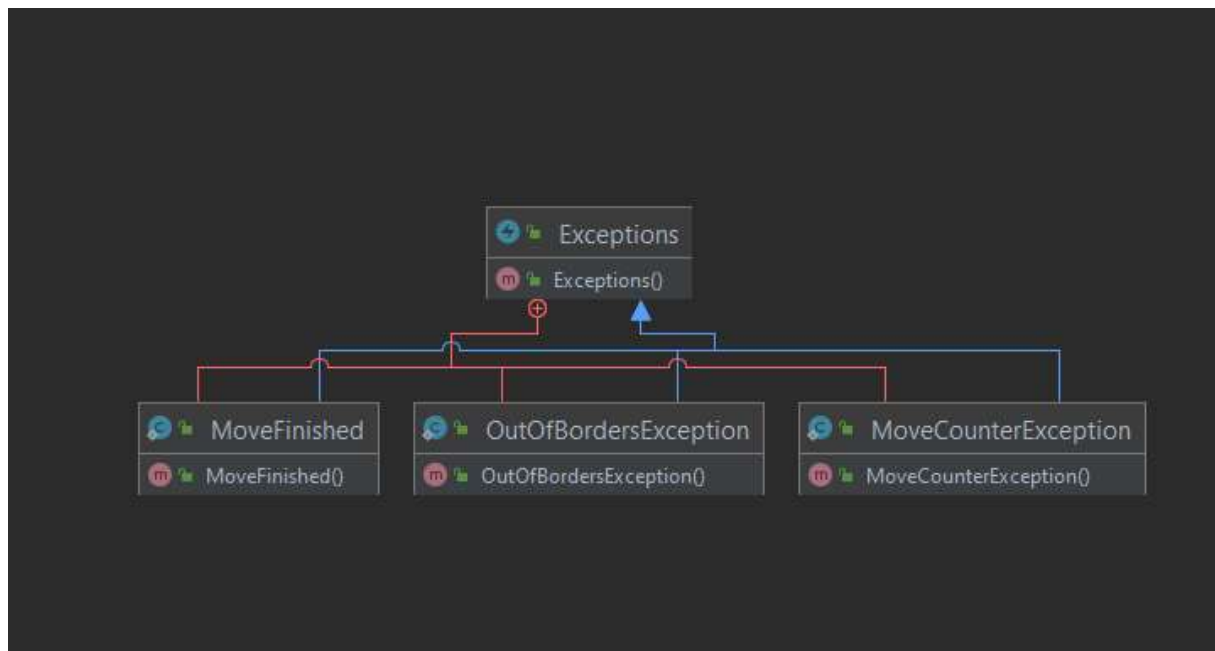 Exceptions
Exceptions()
MoveFinished
OutOfBordersException
MoveCounterException
MoveFinished()
OutOfBordersException()
MoveCounterException()